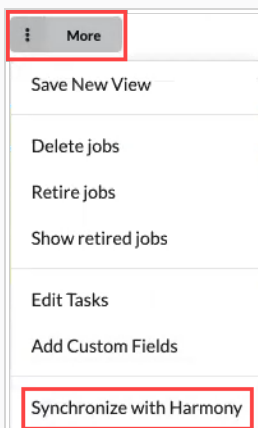 More
Save New View
Delete jobs
Retire jobs
Show retired jobs
Edit Tasks
Add Custom Fields
Synchronize with Harmony